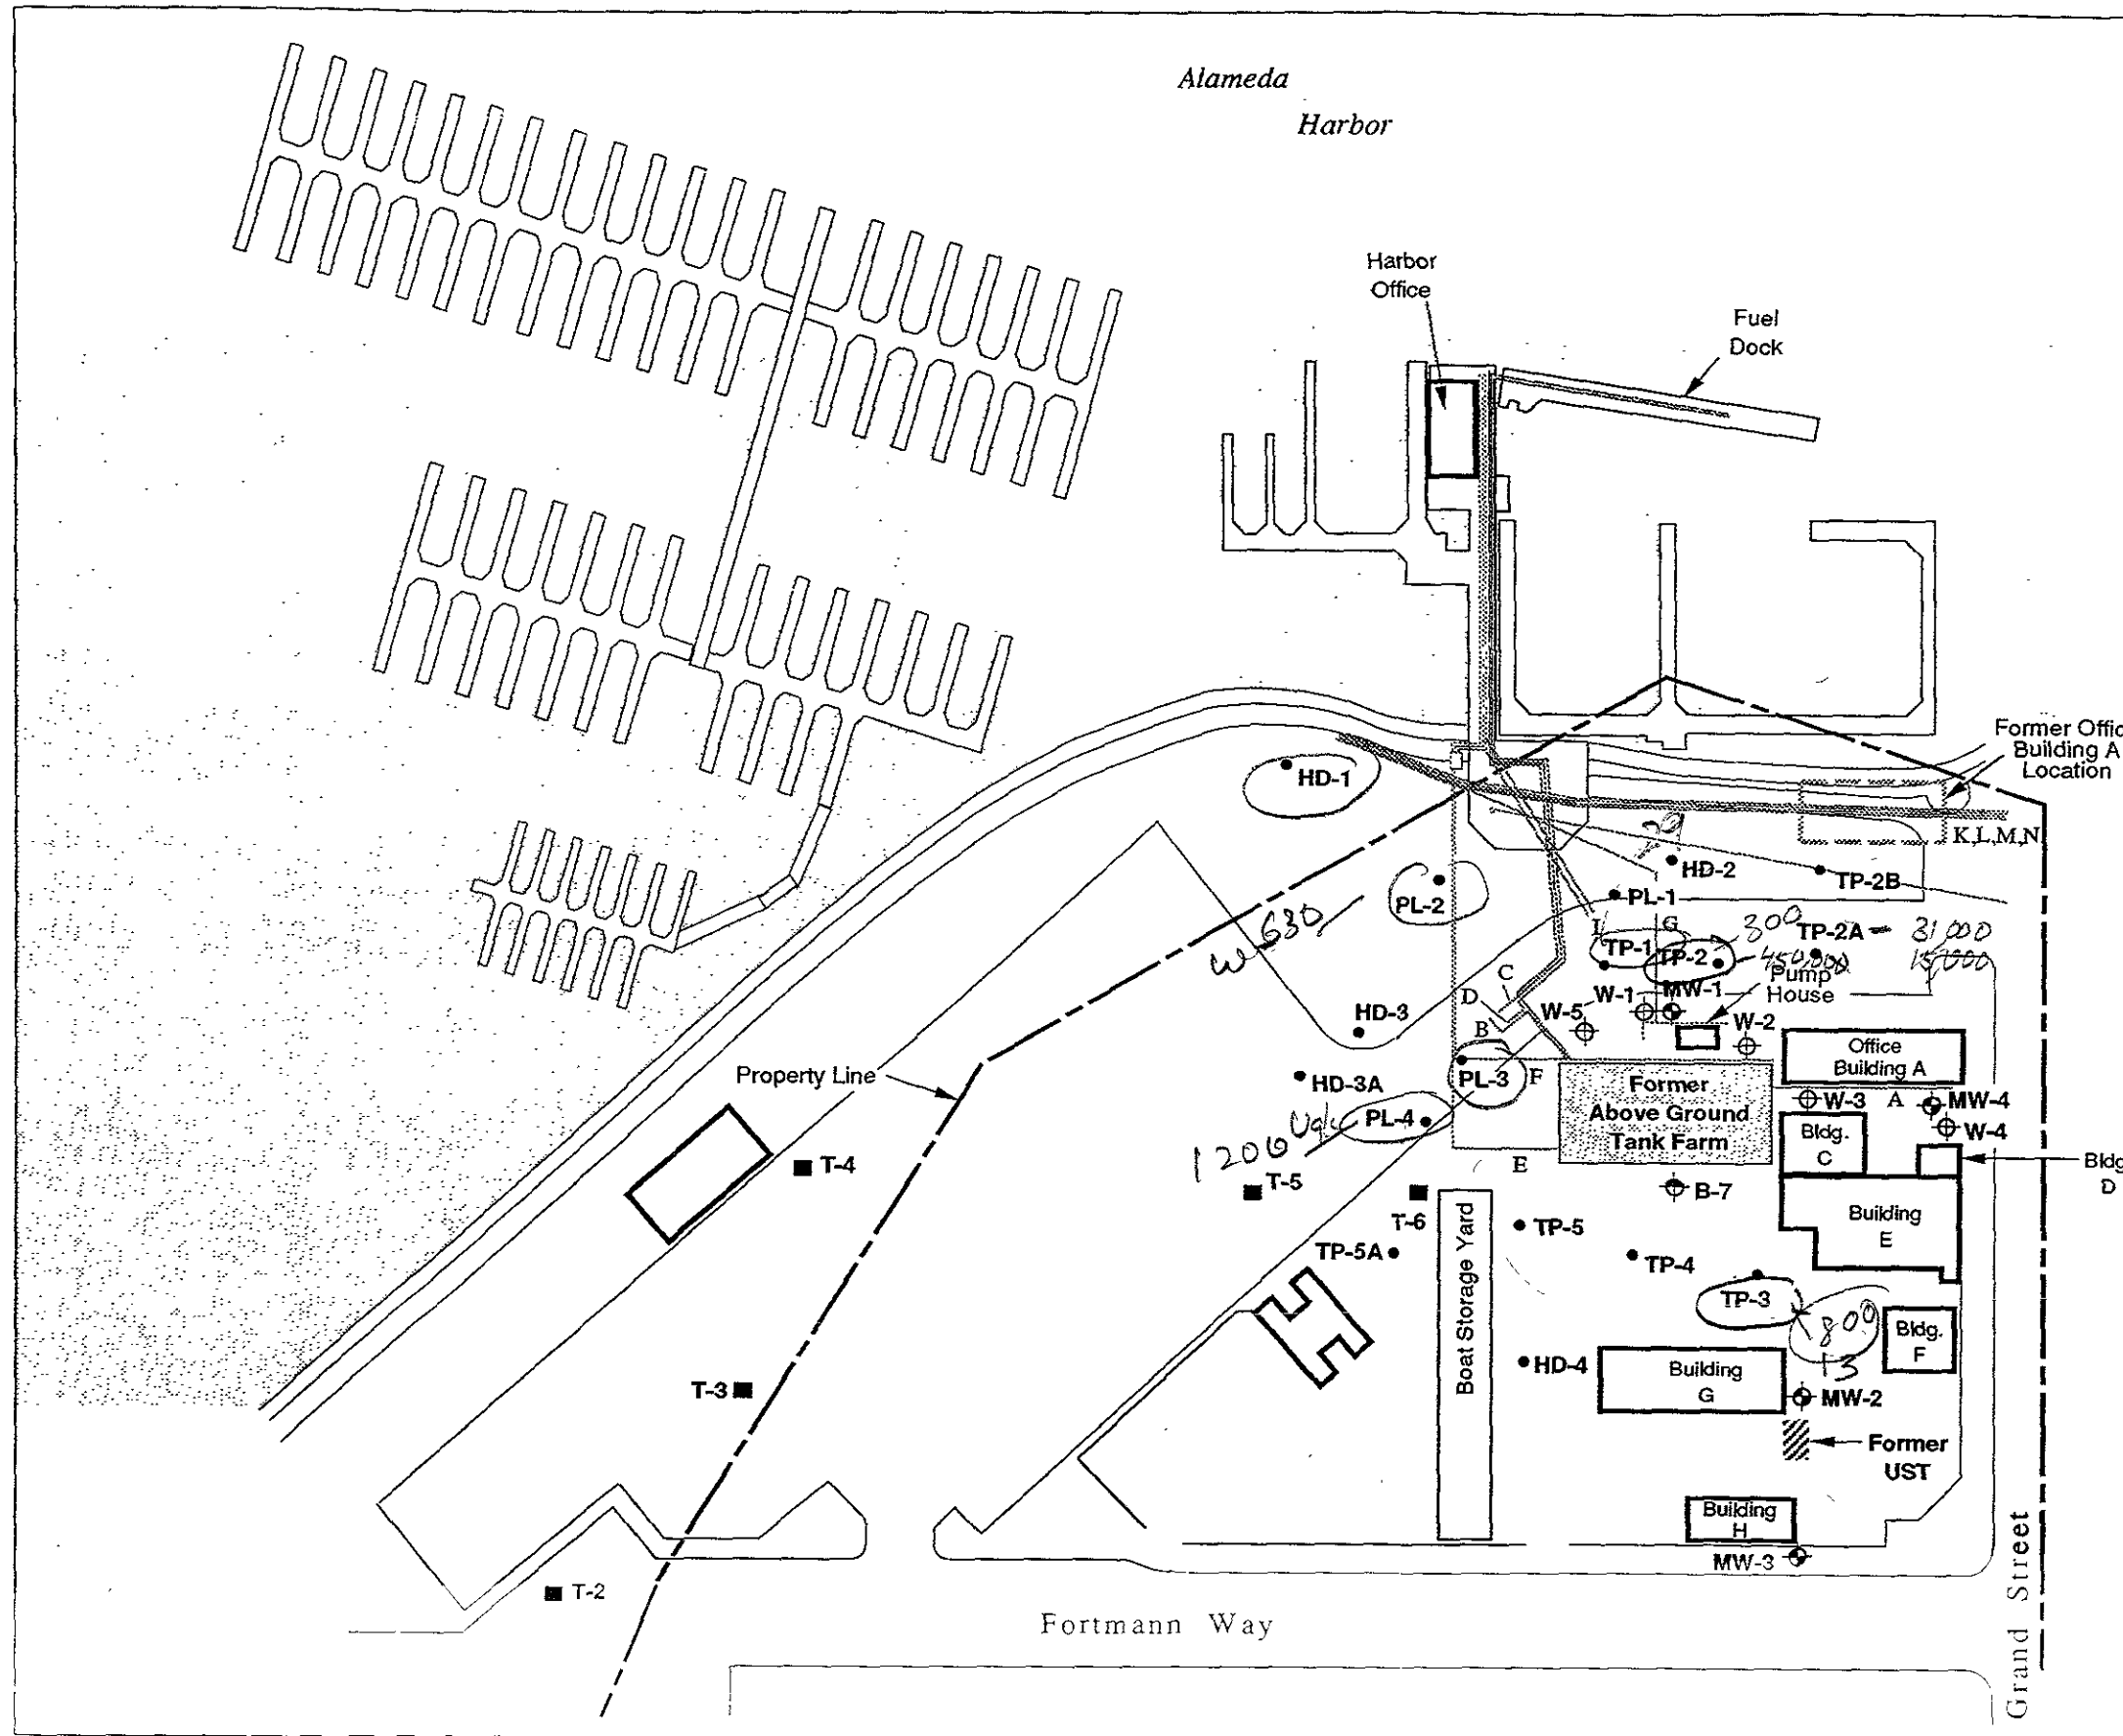 Alameda
Harbor
Harbor
Office
Fuel
Dock
Former Offic
Building A
Location
K,L,M,N
HD-1
HD-2
TP-2B
PL-2
PL-1
W 630
I
G
300
TP-2A - 31000
TP-1
TP-2
450,000
15,000
Pump
House
C
D
B
W-5
W-1
MW-1
W-2
HD-3
Office
Building A
Property Line
HD-3A
PL-3
F
Former
Above Ground
Tank Farm
W-3
A
MW-4
W-4
PL-4
1200 ug/L
Bldg.
C
Bldg
D
T-4
E
T-5
T-6
B-7
Building
E
TP-5
TP-5A
TP-4
TP-3
1800
13
Bldg.
F
Boat Storage Yard
T-3
HD-4
Building
G
MW-2
Former
UST
Building
H
MW-3
T-2
Fortmann Way
Grand Street